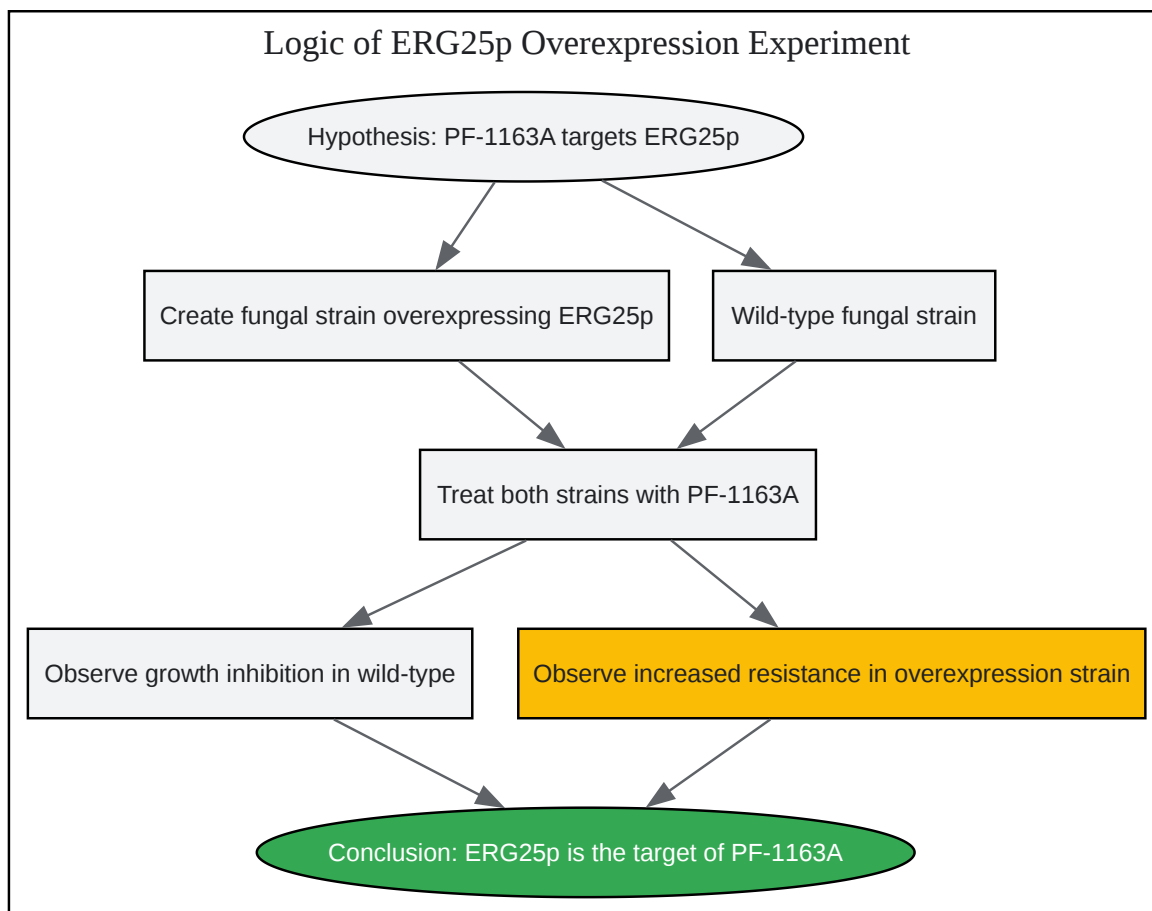 Logic of ERG25p Overexpression Experiment
Hypothesis: PF-1163A targets ERG25p
Create fungal strain overexpressing ERG25p
Wild-type fungal strain
Treat both strains with PF-1163A
Observe growth inhibition in wild-type
Observe increased resistance in overexpression strain
Conclusion: ERG25p is the target of PF-1163A